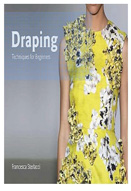 Draping
Techniques for Beginners
Francesca Sterlacci